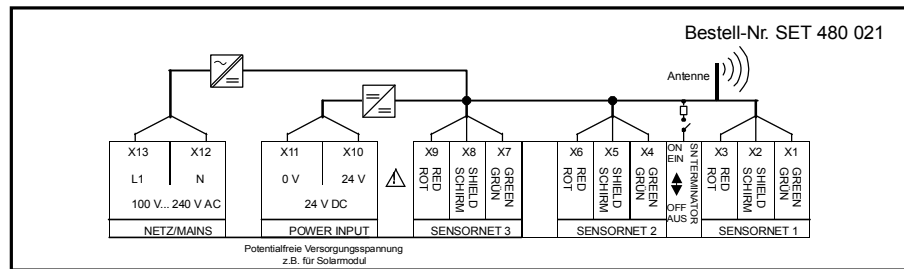 Bestell-Nr. SET 480 021
Antenne
X13 X12
L1 N
100 V... 240 V AC
NETZ/MAINS
X11 X10
0 V 24 V
24 V DC
POWER INPUT
Potentialfreie Versorgungsspannung
z.B. für Solarmodul
X9 X8 X7
RED
ROT
SHIELD
SCHIRM
GREEN
GRÜN
SENSORNET 3
X6 X5 X4
RED
ROT
SHIELD
SCHIRM
GREEN
GRÜN
SENSORNET 2
ON
EIN
OFF
AUS
SN TERMINATOR
X3 X2 X1
RED
ROT
SHIELD
SCHIRM
GREEN
GRÜN
SENSORNET 1